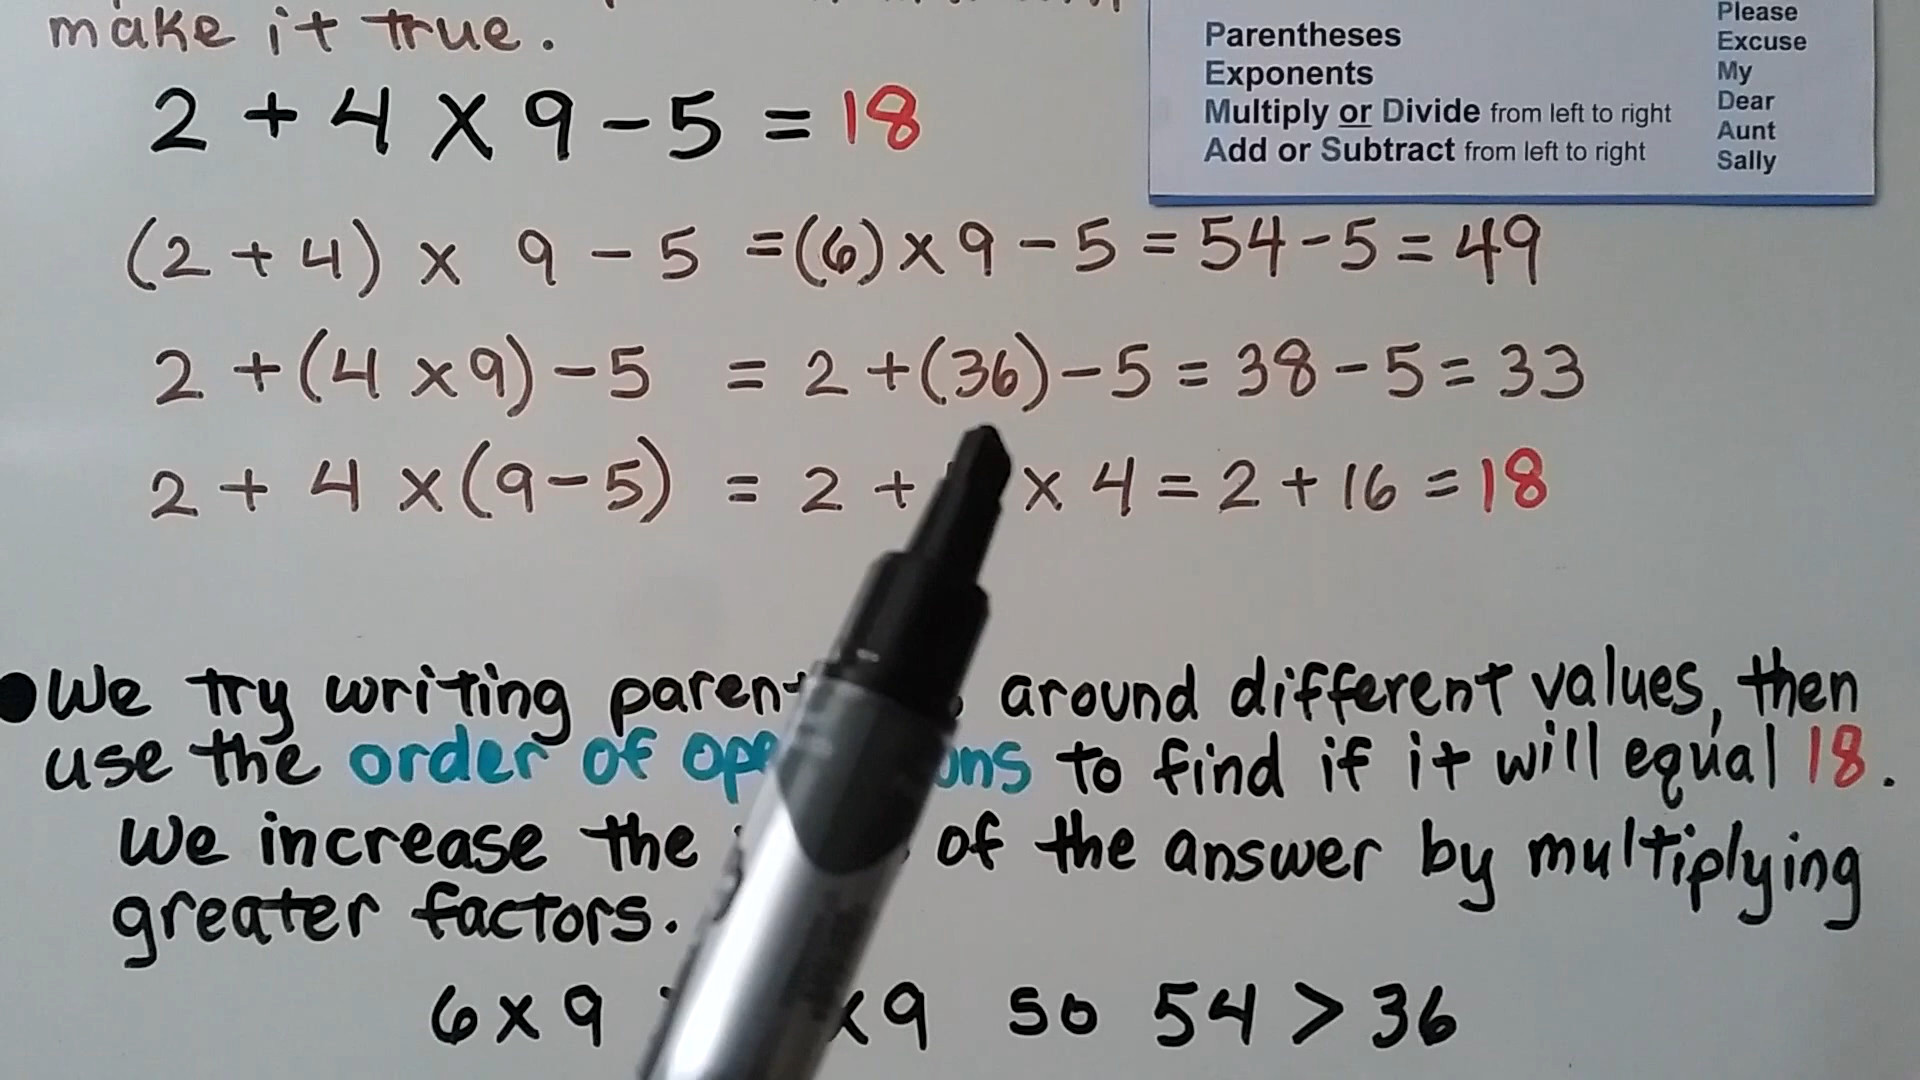 make it true.
2 + 4 × 9 - 5 = 18
Parentheses
Exponents
Multiply or Divide from left to right
Add or Subtract from left to right
Please
Excuse
My
Dear
Aunt
Sally
(2 + 4) × 9 - 5 = (6) × 9 - 5 = 54 - 5 = 49
2 + (4 × 9) - 5 = 2 + (36) - 5 = 38 - 5 = 33
2 + 4 × (9 - 5) = 2 + × 4 = 2 + 16 = 18
• We try writing around different values, then
use the order of to find if it will equal 18.
We increase the of the answer by multiplying
greater factors.
6 × 9 × 9 so 54 > 36